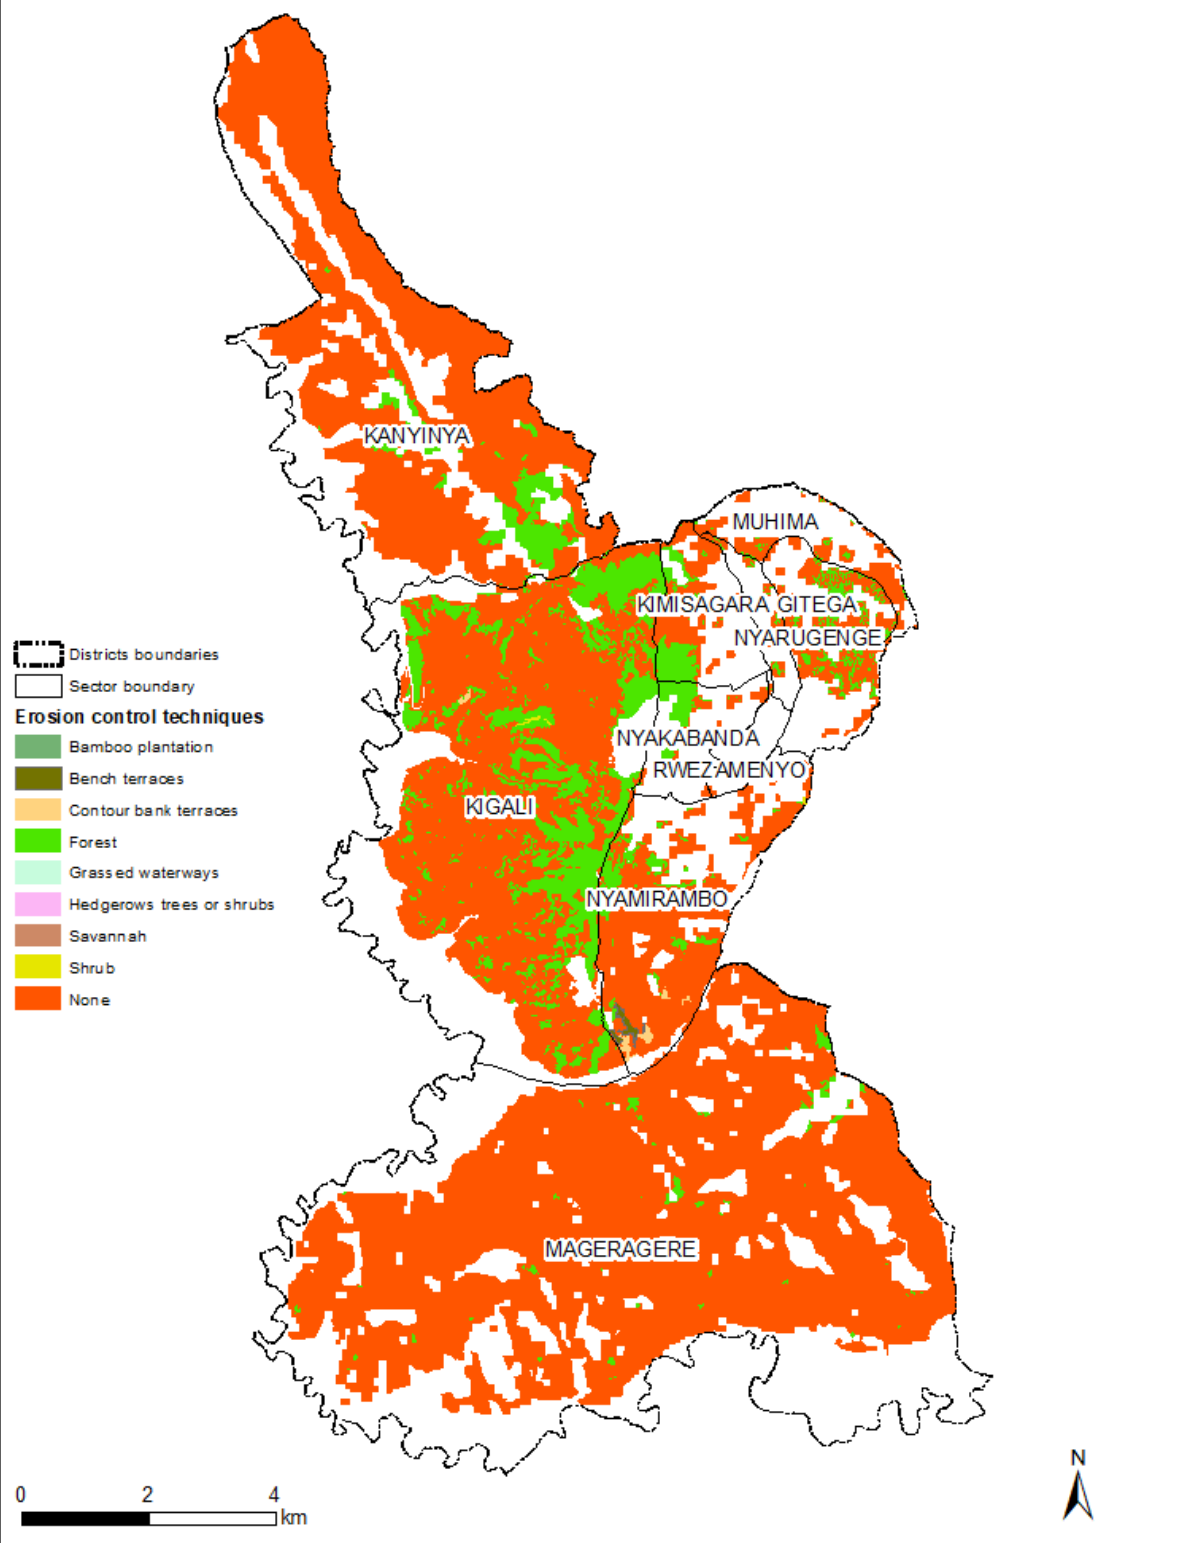 KANYINYA
MUHIMA
KIMISAGARA GITEGA
NYARUGENGE
Districts boundaries
Sector boundary
Erosion control techniques
Bamboo plantation
Bench terraces
Contour bank terraces
Forest
Grassed waterways
Hedgerows trees or shrubs
Savannah
Shrub
None
NYAKABANDA
RWEZAMENYO
KIGALI
NYAMIRAMBO
MAGERAGERE
N
0 2 4
km